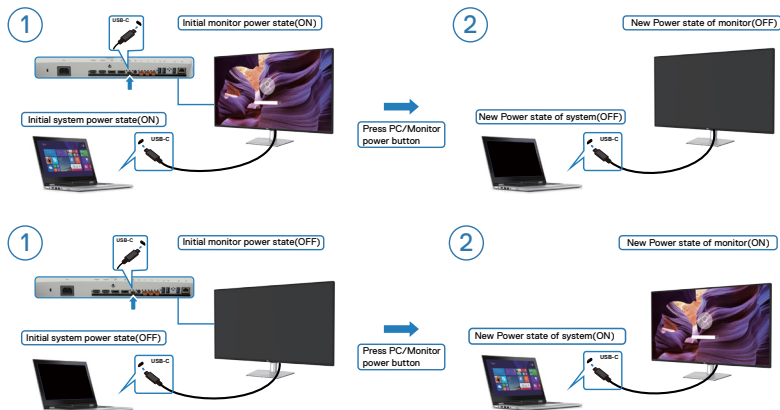 1
USB-C
Initial monitor power state(ON)
2
New Power state of monitor(OFF)
Initial system power state(ON)
USB-C
Press PC/Monitor
power button
New Power state of system(OFF)
USB-C
1
USB-C
Initial monitor power state(OFF)
2
New Power state of monitor(ON)
Initial system power state(OFF)
USB-C
Press PC/Monitor
power button
New Power state of system(ON)
USB-C